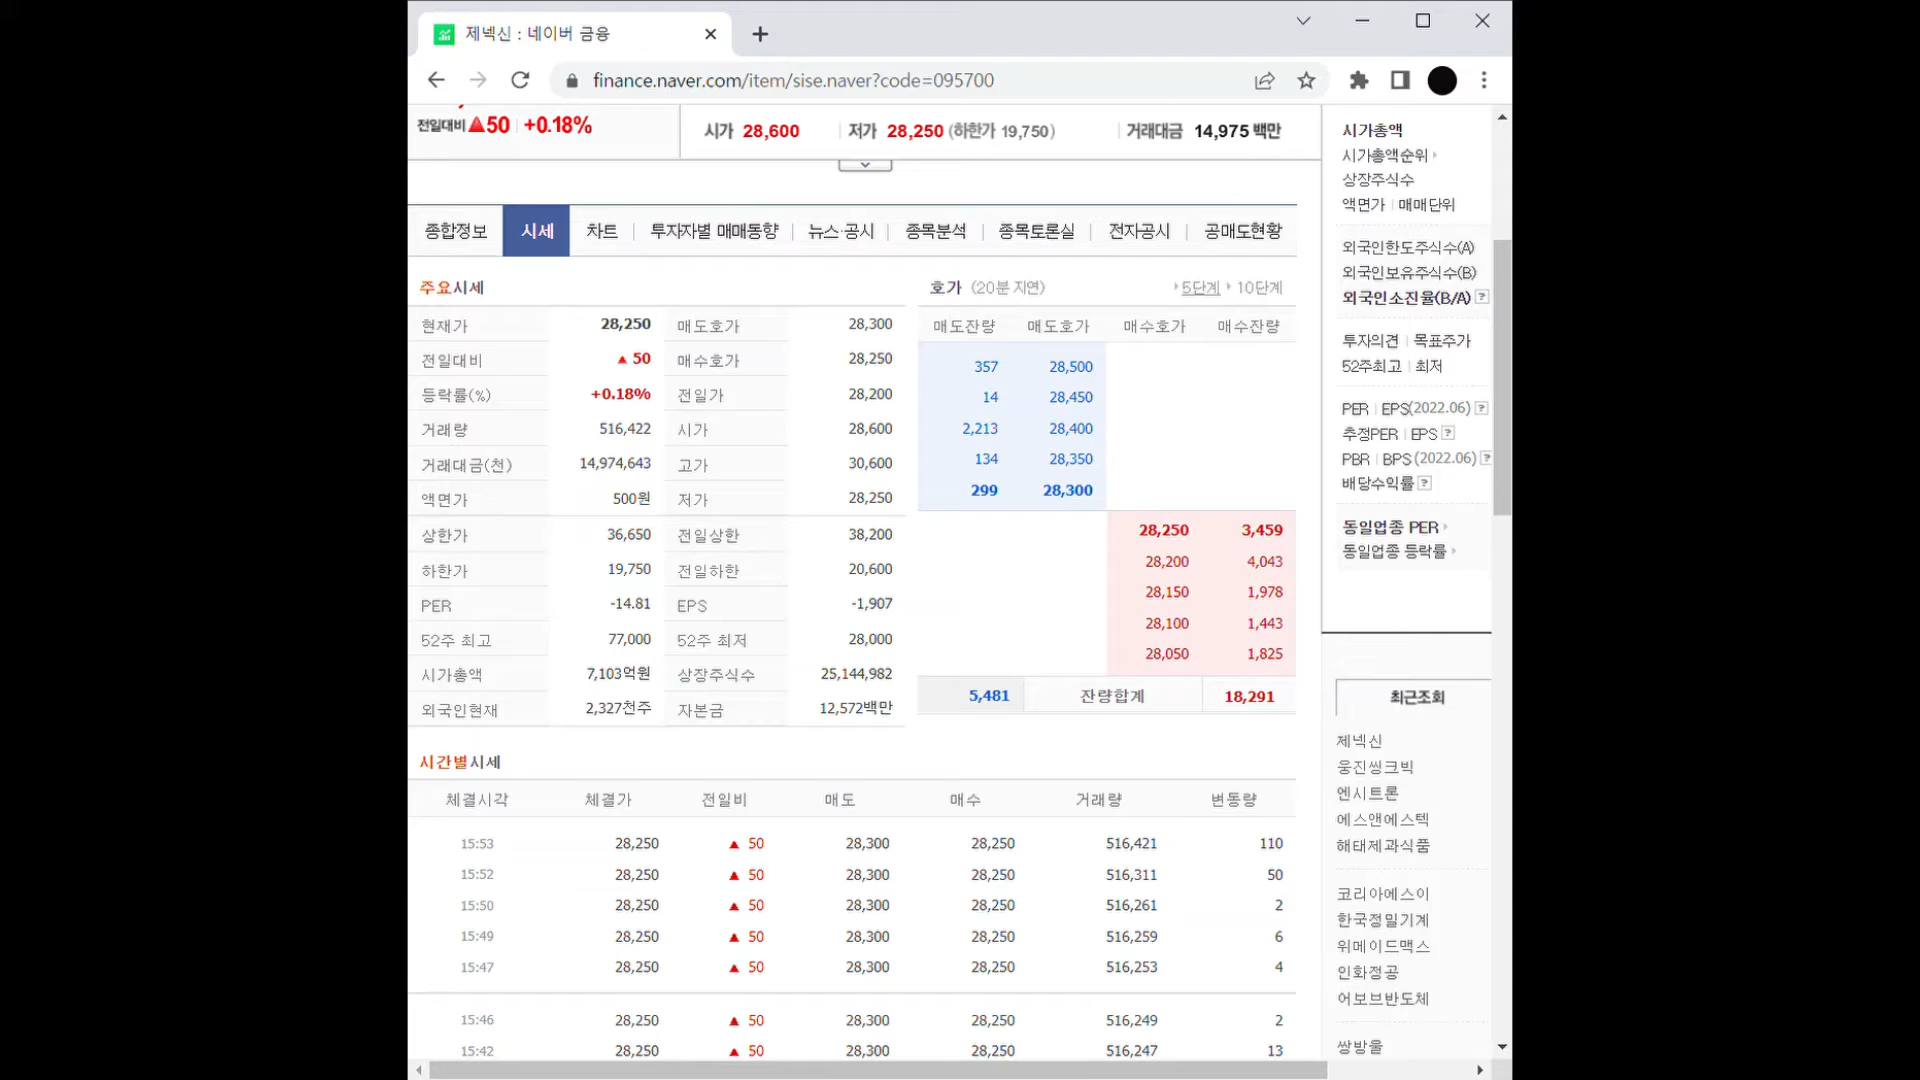 제넥신 : 네이버 금융
finance.naver.com/item/sise.naver?code=095700
전일대비 ▲50 +0.18%
시가 28,600 저가 28,250 (하한가 19,750) 거래대금 14,975 백만
종합정보 시세 차트 투자자별 매매동향 뉴스·공시 종목분석 종목토론실 전자공시 공매도현황
주요시세
현재가 28,250 매도호가 28,300
전일대비 ▲ 50 매수호가 28,250
등락률(%) +0.18% 전일가 28,200
거래량 516,422 시가 28,600
거래대금(천) 14,974,643 고가 30,600
액면가 500원 저가 28,250
상한가 36,650 전일상한 38,200
하한가 19,750 전일하한 20,600
PER -14.81 EPS -1,907
52주 최고 77,000 52주 최저 28,000
시가총액 7,103억원 상장주식수 25,144,982
외국인현재 2,327천주 자본금 12,572백만
호가 (20분 지연) 5단계 10단계
매도잔량 매도호가 매수호가 매수잔량
357 28,500
14 28,450
2,213 28,400
134 28,350
299 28,300
28,250 3,459
28,200 4,043
28,150 1,978
28,100 1,443
28,050 1,825
5,481 잔량합계 18,291
시간별시세
체결시각 체결가 전일비 매도 매수 거래량 변동량
15:53 28,250 ▲ 50 28,300 28,250 516,421 110
15:52 28,250 ▲ 50 28,300 28,250 516,311 50
15:50 28,250 ▲ 50 28,300 28,250 516,261 2
15:49 28,250 ▲ 50 28,300 28,250 516,259 6
15:47 28,250 ▲ 50 28,300 28,250 516,253 4
15:46 28,250 ▲ 50 28,300 28,250 516,249 2
15:42 28,250 ▲ 50 28,300 28,250 516,247 13
시가총액
시가총액순위
상장주식수
액면가 매매단위
외국인한도주식수(A)
외국인보유주식수(B)
외국인소진율(B/A) ?
투자의견 목표주가
52주최고 최저
PER EPS(2022.06) ?
추정PER EPS ?
PBR BPS (2022.06) ?
배당수익률 ?
동일업종 PER
동일업종 등락률
최근조회
제넥신
웅진씽크빅
엔시트론
에스앤에스텍
해태제과식품
코리아에스이
한국정밀기계
위메이드맥스
인화정공
어보브반도체
쌍방울